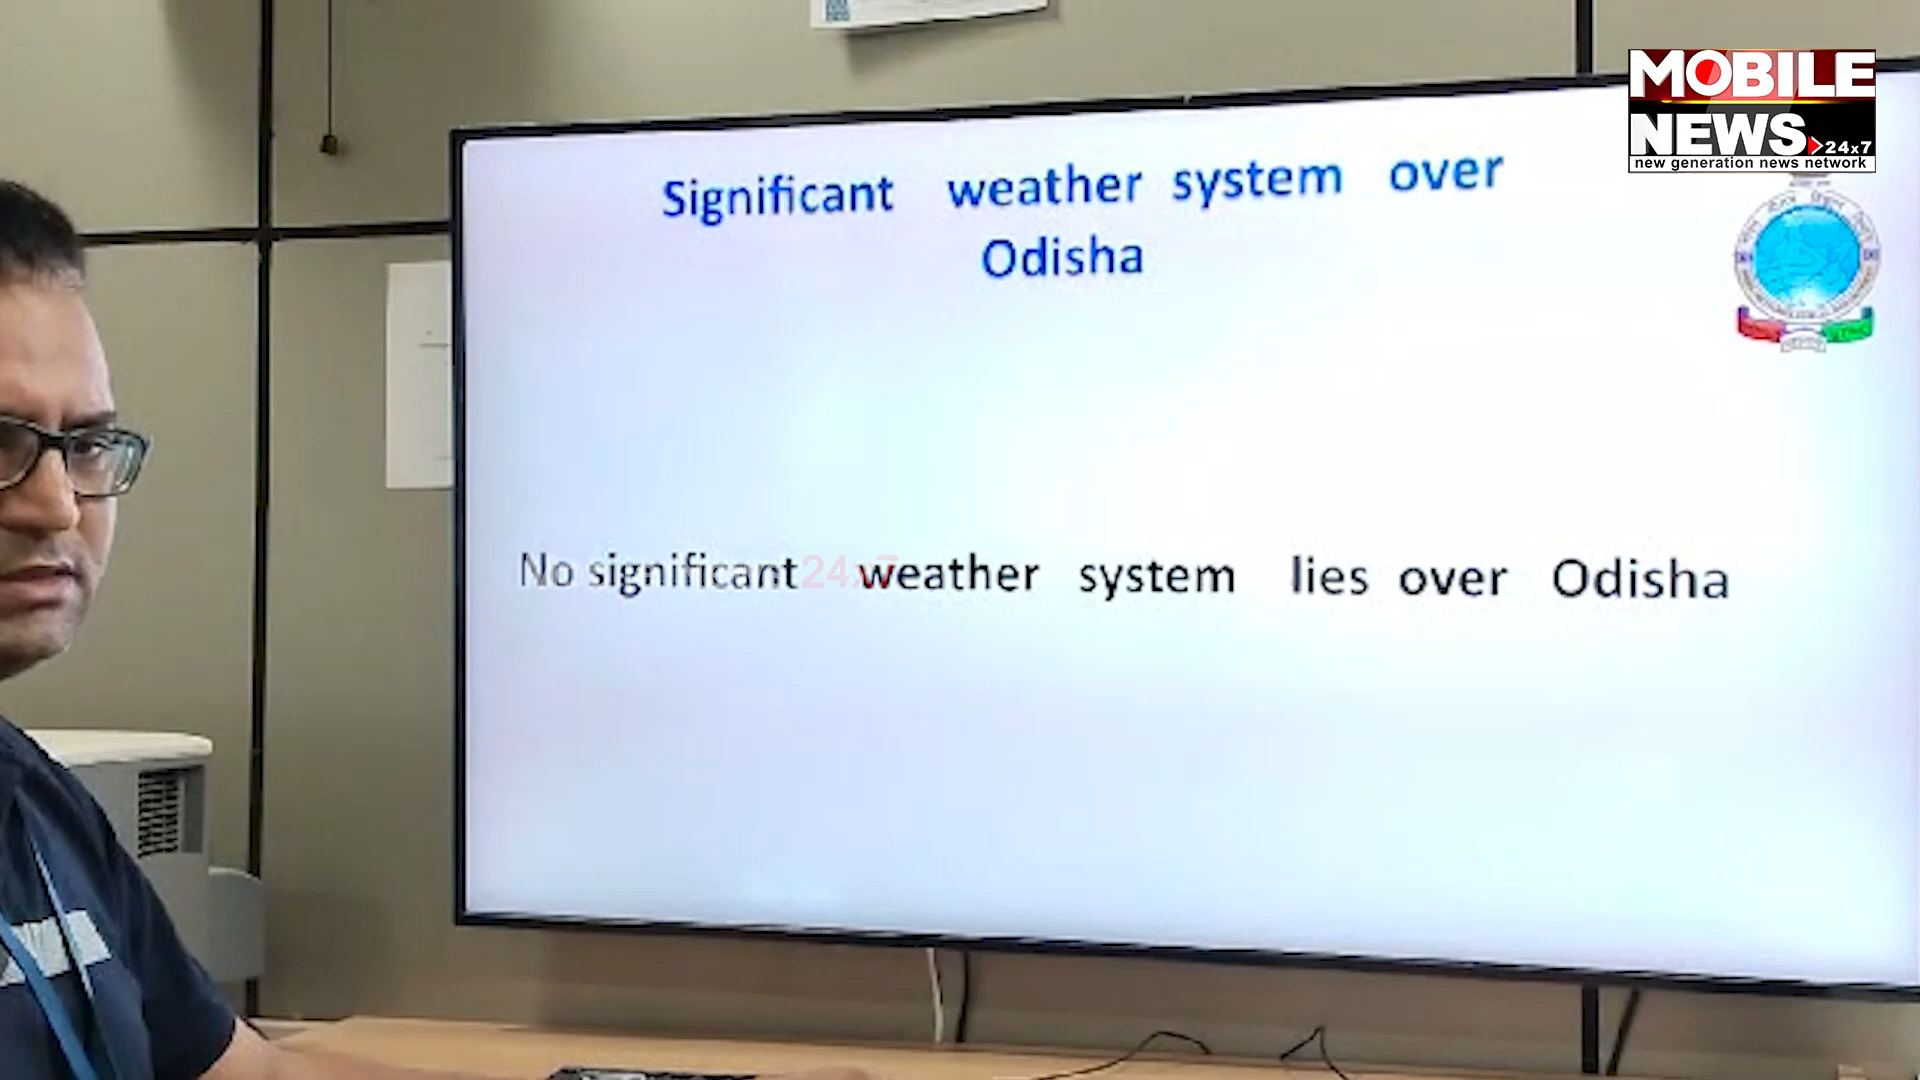 MOBILE
NEWS 24x7
new generation news network
Significant weather system over
Odisha
No significant weather system lies over Odisha
24x7